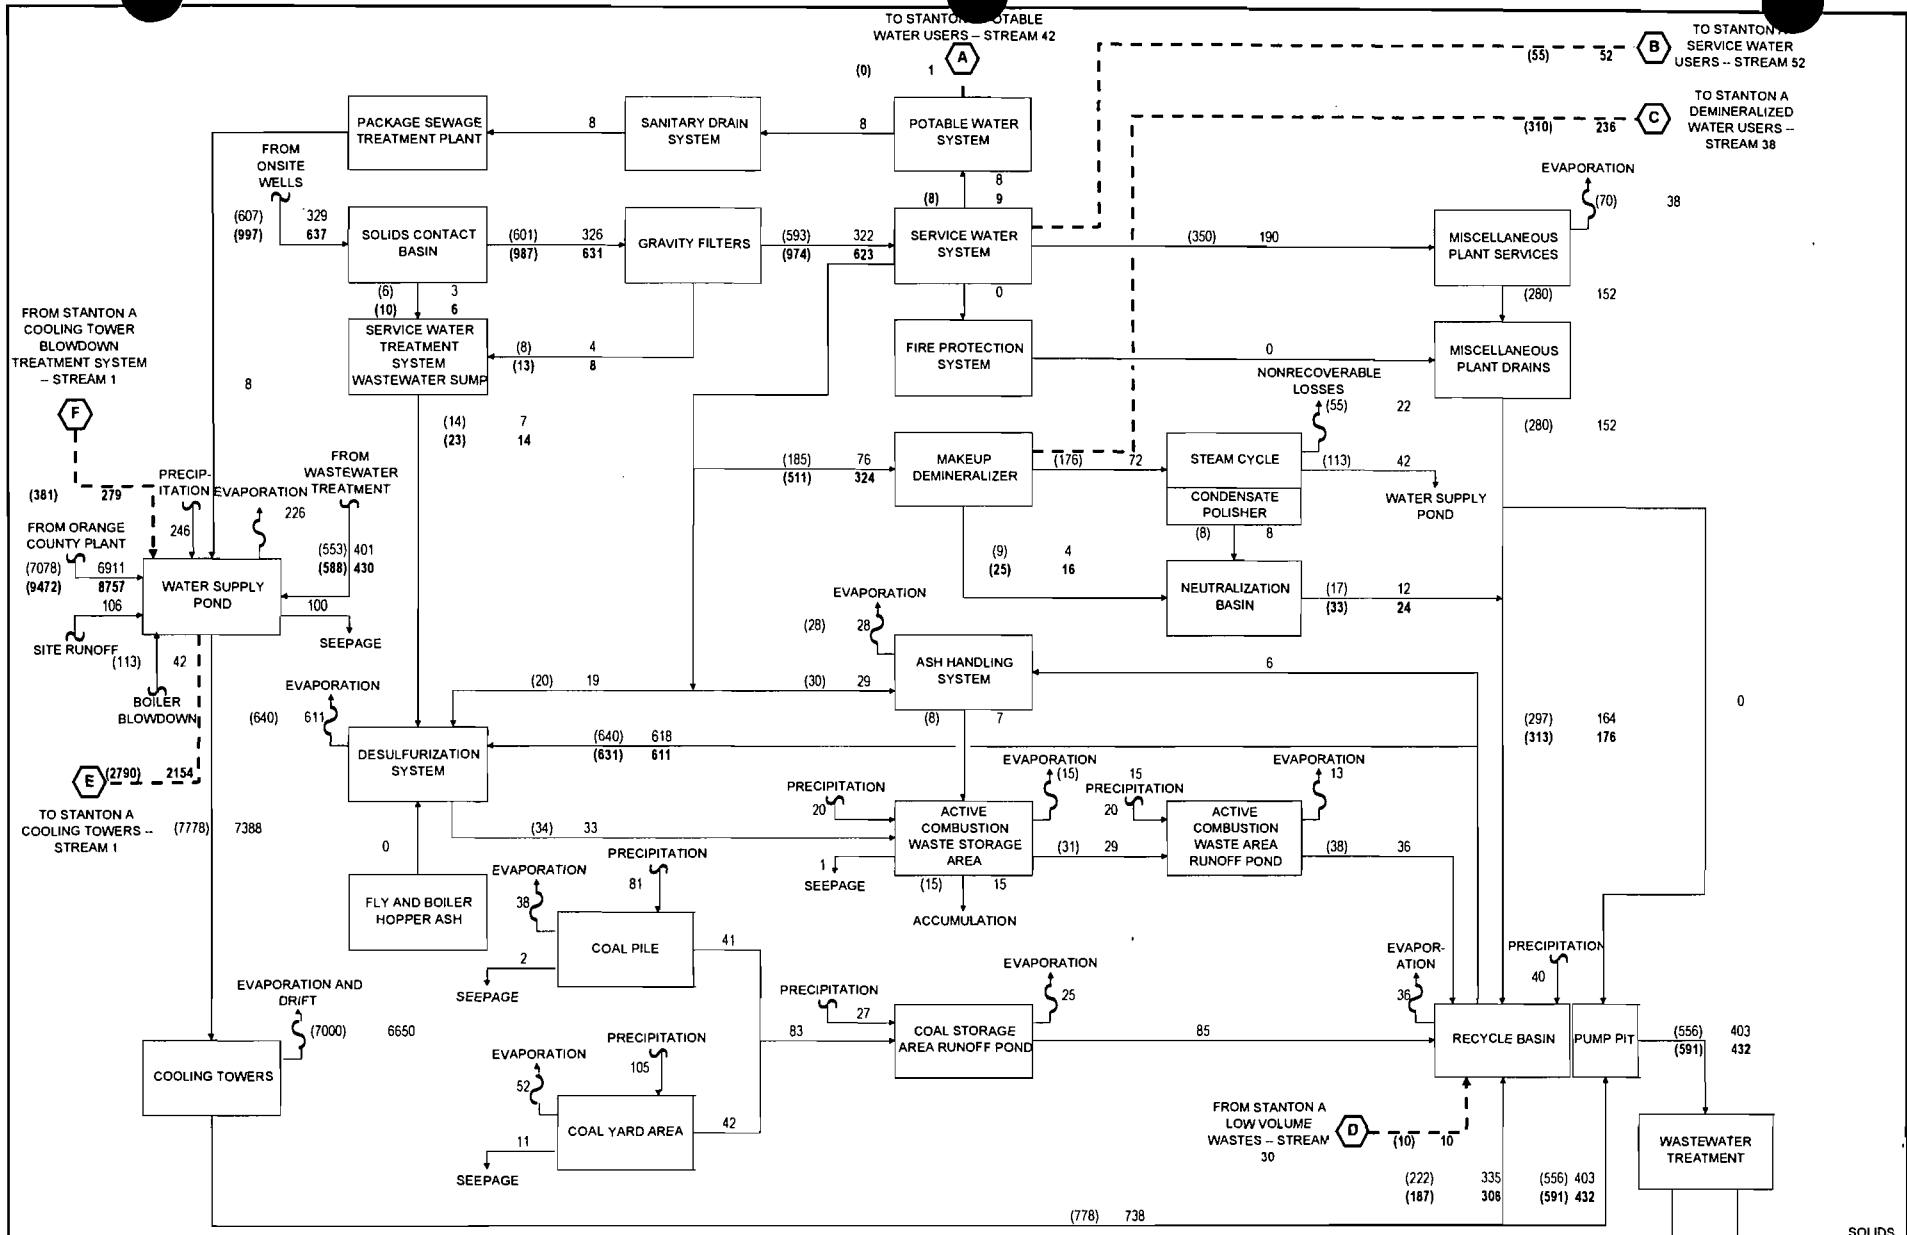 TO STANTON POTABLE
WATER USERS – STREAM 42
A
(0) 1
(55) 52
B
TO STANTON A
SERVICE WATER
USERS -- STREAM 52
TO STANTON A
DEMINERALIZED
WATER USERS --
STREAM 38
C
(310) 236
PACKAGE SEWAGE
TREATMENT PLANT
8
SANITARY DRAIN
SYSTEM
8
POTABLE WATER
SYSTEM
8
(8) 9
FROM
ONSITE
WELLS
(607) 329
(997) 637
SOLIDS CONTACT
BASIN
(601) 326
(987) 631
GRAVITY FILTERS
(593) 322
(974) 623
SERVICE WATER
SYSTEM
(350) 190
EVAPORATION
(70) 38
MISCELLANEOUS
PLANT SERVICES
(280) 152
(6) 3
(10) 6
0
SERVICE WATER
TREATMENT
SYSTEM
WASTEWATER SUMP
(8) 4
(13) 8
FIRE PROTECTION
SYSTEM
0
MISCELLANEOUS
PLANT DRAINS
(280) 152
FROM STANTON A
COOLING TOWER
BLOWDOWN
TREATMENT SYSTEM
-- STREAM 1
F
8
(14) 7
(23) 14
NONRECOVERABLE
LOSSES
(55) 22
(185) 76
(511) 324
MAKEUP
DEMINERALIZER
(176) 72
STEAM CYCLE
CONDENSATE
POLISHER
(113) 42
WATER SUPPLY
POND
(8) 8
(381) 279
PRECIP-
ITATION
246
EVAPORATION
226
FROM
WASTEWATER
TREATMENT
(553) 401
(588) 430
FROM ORANGE
COUNTY PLANT
(7078) 6911
(9472) 8757
106
SITE RUNOFF
WATER SUPPLY
POND
100
SEEPAGE
(113) 42
BOILER
BLOWDOWN
(9) 4
(25) 16
NEUTRALIZATION
BASIN
(17) 12
(33) 24
EVAPORATION
(28) 28
ASH HANDLING
SYSTEM
6
(20) 19
(30) 29
(8) 7
(297) 164
(313) 176
0
EVAPORATION
(640) 611
DESULFURIZATION
SYSTEM
(640) 618
(631) 611
E
(2790) 2154
TO STANTON A
COOLING TOWERS --
STREAM 1
(7778) 7388
(34) 33
0
FLY AND BOILER
HOPPER ASH
PRECIPITATION
20
EVAPORATION
(15) 15
ACTIVE
COMBUSTION
WASTE STORAGE
AREA
1
SEEPAGE
(15) 15
ACCUMULATION
(31) 29
PRECIPITATION
20
EVAPORATION
13
ACTIVE
COMBUSTION
WASTE AREA
RUNOFF POND
(38) 36
EVAPORATION
38
PRECIPITATION
81
COAL PILE
2
SEEPAGE
41
EVAPORATION
52
PRECIPITATION
105
COAL YARD AREA
11
SEEPAGE
42
83
PRECIPITATION
27
EVAPORATION
25
COAL STORAGE
AREA RUNOFF POND
85
EVAPOR-
ATION
36
PRECIPITATION
40
RECYCLE BASIN
PUMP PIT
(556) 403
(591) 432
EVAPORATION AND
DRIFT
(7000) 6650
COOLING TOWERS
FROM STANTON A
LOW VOLUME
WASTES -- STREAM
30
D
(10) 10
WASTEWATER
TREATMENT
(222) 335
(187) 306
(556) 403
(591) 432
(778) 738
SOLIDS